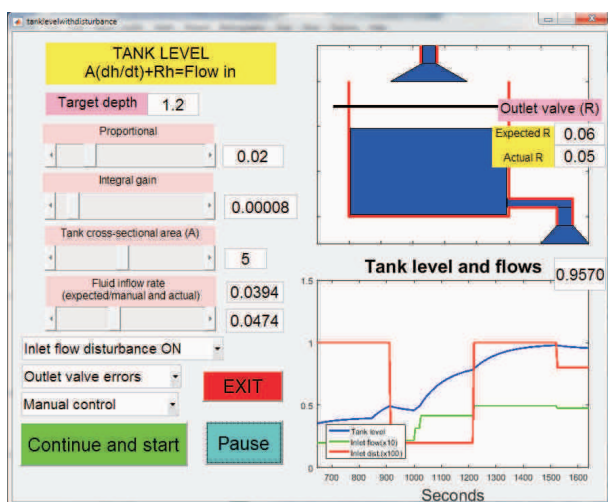 tanklevelwithdisturbance
TANK LEVEL
A(dh/dt)+Rh=Flow in
Target depth 1.2
Proportional
0.02
Integral gain
0.00008
Tank cross-sectional area (A)
5
Fluid inflow rate
(expected/manual and actual)
0.0394
0.0474
Inlet flow disturbance ON
Outlet valve errors
Manual control
EXIT
Continue and start
Pause
Outlet valve (R)
Expected R 0.06
Actual R 0.05
Tank level and flows
0.9570
1.5
1
0.5
0
Tank level
Inlet flow(x10)
Inlet dist.(x100)
700 800 900 1000 1100 1200 1300 1400 1500 1600
Seconds